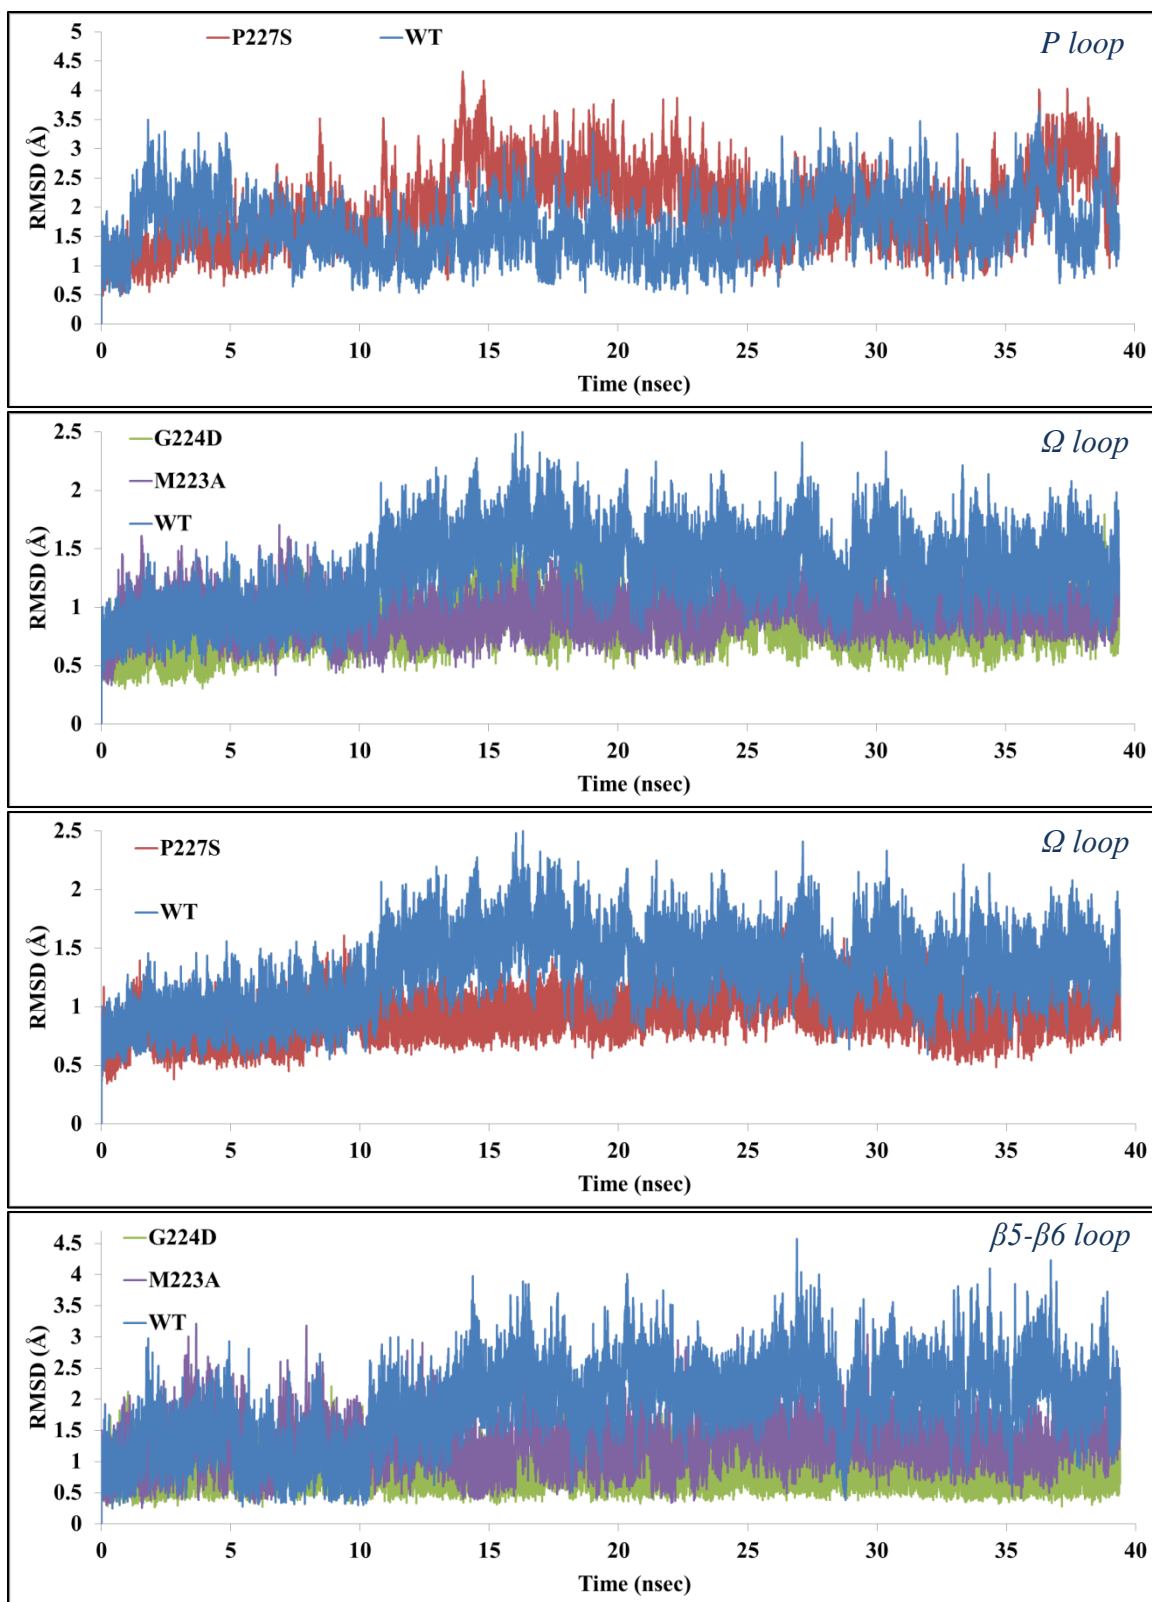 P227S WT P loop
RMSD (Å)
5
4.5
4
3.5
3
2.5
2
1.5
1
0.5
0
0 5 10 15 20 25 30 35 40
Time (nsec)
G224D Ω loop
M223A
WT
RMSD (Å)
2.5
2
1.5
1
0.5
0
0 5 10 15 20 25 30 35 40
Time (nsec)
P227S Ω loop
WT
RMSD (Å)
2.5
2
1.5
1
0.5
0
0 5 10 15 20 25 30 35 40
Time (nsec)
G224D β5-β6 loop
M223A
WT
RMSD (Å)
4.5
4
3.5
3
2.5
2
1.5
1
0.5
0
0 5 10 15 20 25 30 35 40
Time (nsec)